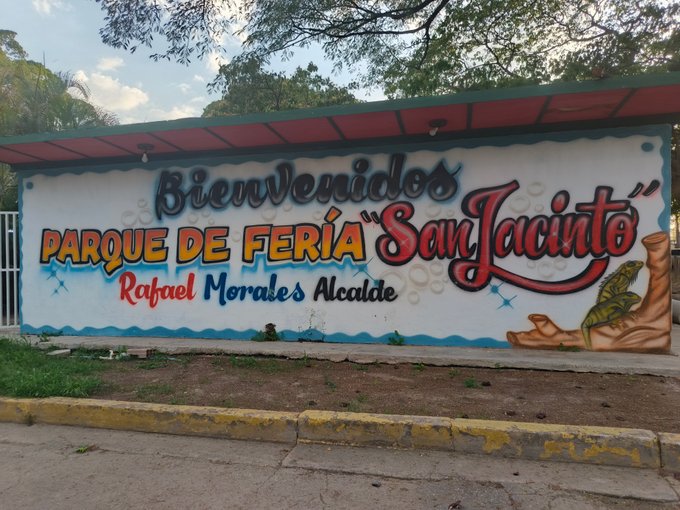 Bienvenidos
PARQUE DE FERÍA "San Jacinto"
Rafael Morales Alcalde